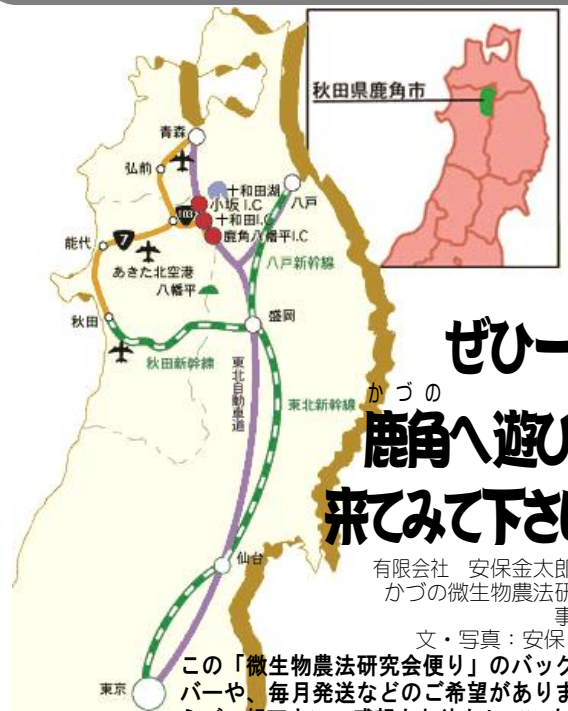 秋田県鹿角市
青森
弘前
十和田湖
小坂 I.C
八戸
103
十和田I.C
鹿角八幡平I.C
能代
7
あきた北空港
八戸新幹線
八幡平
盛岡
秋田
秋田新幹線
東北自動車道
東北新幹線
仙台
東京
ぜひ一
かづの
鹿角へ遊び
来てみて下さい
有限会社 安保金太郎
かづの微生物農法研
事
文・写真:安保
この「微生物農法研究会便り」のバック
バーや、毎月発送などのご希望がありま